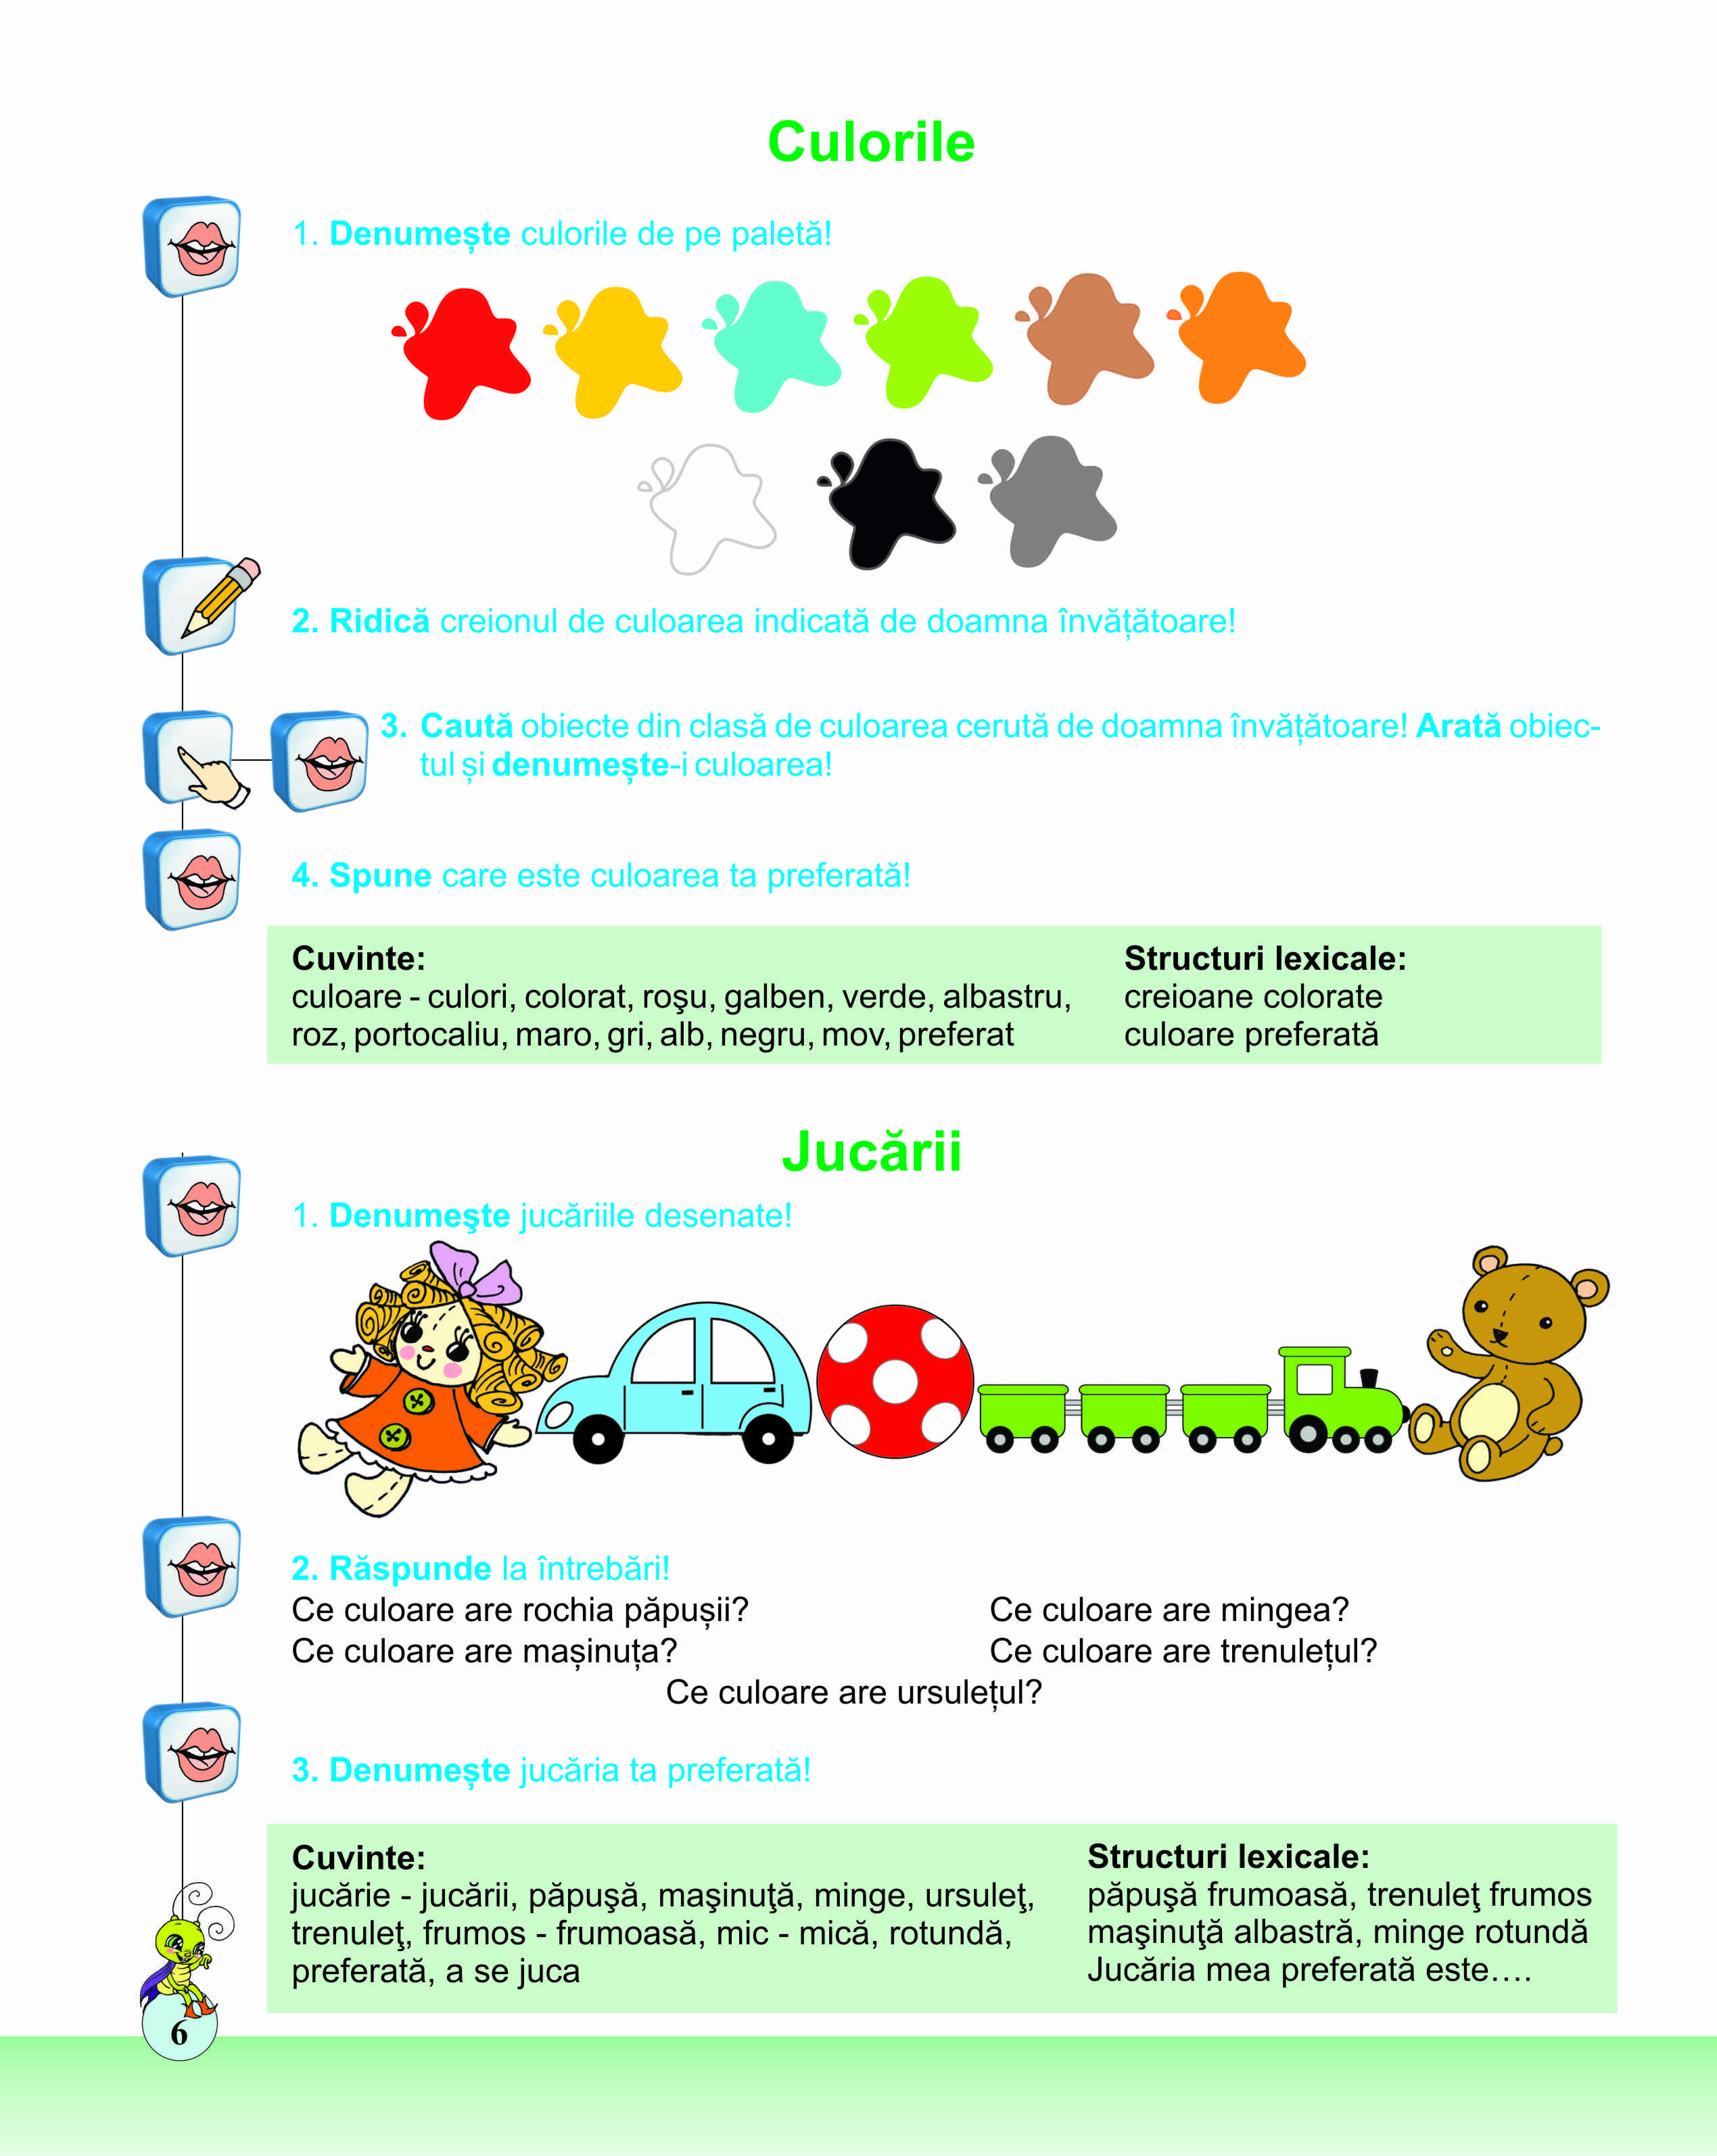 Culorile
1. Denumește culorile de pe paletă!
2. Ridică creionul de culoarea indicată de doamna învățătoare!
3. Caută obiecte din clasă de culoarea cerută de doamna învățătoare! Arată obiec-
tul și denumește-i culoarea!
4. Spune care este culoarea ta preferată!
Cuvinte:
culoare - culori, colorat, roşu, galben, verde, albastru,
roz, portocaliu, maro, gri, alb, negru, mov, preferat
Structuri lexicale:
creioane colorate
culoare preferată
Jucării
1. Denumeşte jucăriile desenate!
2. Răspunde la întrebări!
Ce culoare are rochia păpușii?
Ce culoare are mingea?
Ce culoare are mașinuța?
Ce culoare are trenulețul?
Ce culoare are ursulețul?
3. Denumește jucăria ta preferată!
Cuvinte:
jucărie - jucării, păpuşă, maşinuţă, minge, ursuleţ,
trenuleţ, frumos - frumoasă, mic - mică, rotundă,
preferată, a se juca
Structuri lexicale:
păpuşă frumoasă, trenuleţ frumos
maşinuţă albastră, minge rotundă
Jucăria mea preferată este….
6